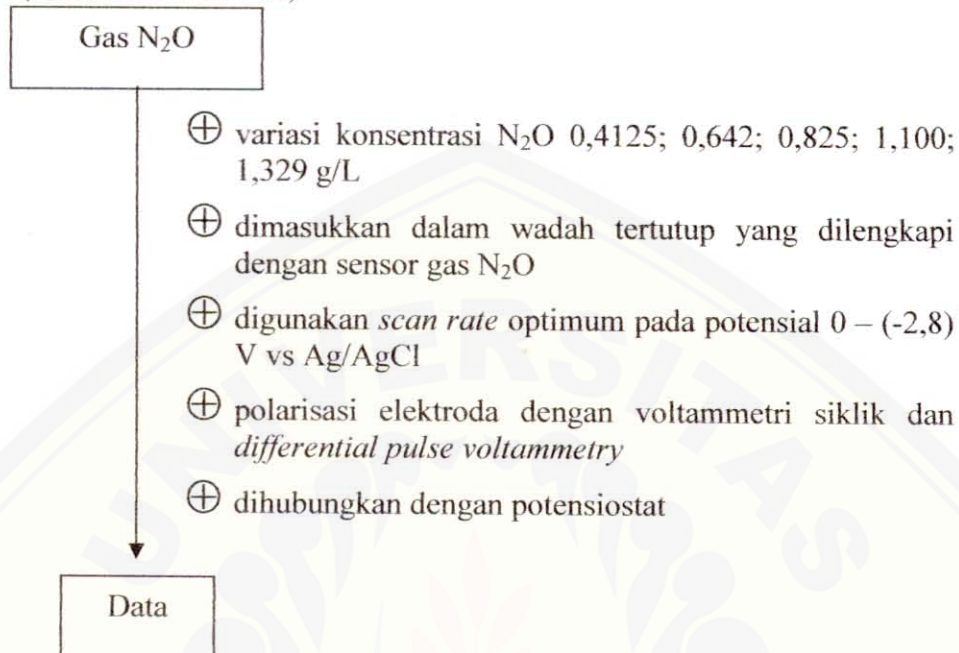 Gas N₂O
⊕ variasi konsentrasi N₂O 0,4125; 0,642; 0,825; 1,100;
1,329 g/L
⊕ dimasukkan dalam wadah tertutup yang dilengkapi
dengan sensor gas N₂O
⊕ digunakan scan rate optimum pada potensial 0 – (-2,8)
V vs Ag/AgCl
⊕ polarisasi elektroda dengan voltammetri siklik dan
differential pulse voltammetry
⊕ dihubungkan dengan potensiostat
Data
UNIVERSITAS